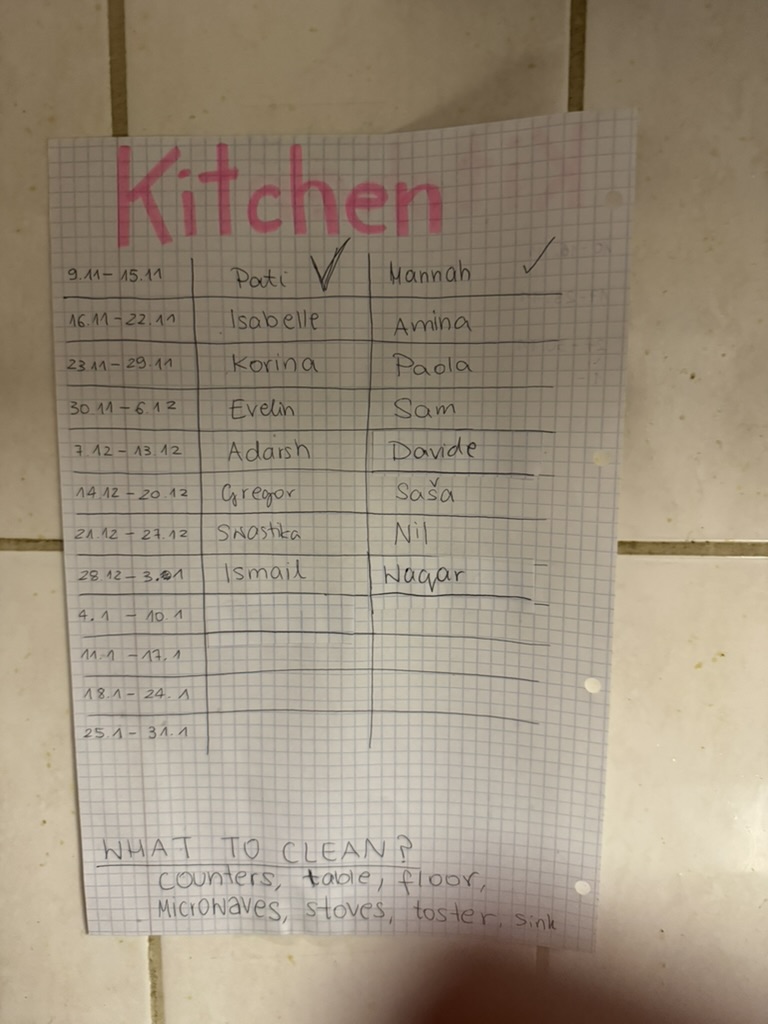 Kitchen
9.11 – 15.11 Pati ✓ Hannah ✓
16.11 – 22.11 Isabelle Amina
23.11 – 29.11 Korina Paola
30.11 – 6.12 Evelin Sam
7.12 – 13.12 Adarsh Davide
14.12 – 20.12 Gregor Saša
21.12 – 27.12 Swastika Nil
28.12 – 3.01 Ismail Waqar
4.1 – 10.1
11.1 – 17.1
18.1 – 24.1
25.1 – 31.1
WHAT TO CLEAN?
counters, table, floor,
Microwaves, stoves, toster, sink